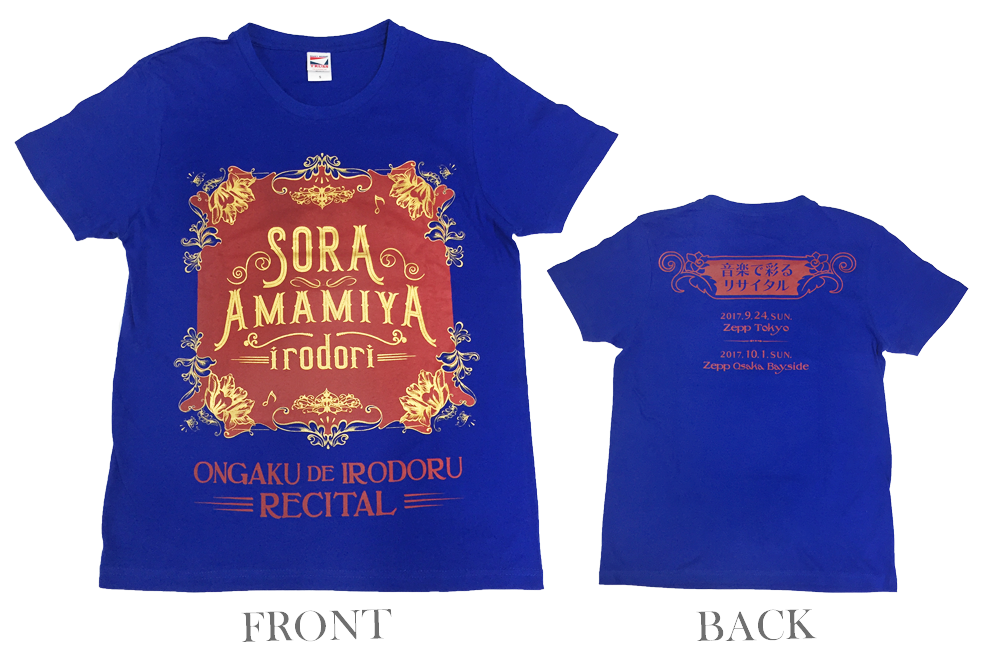 SORA
AMAMIYA
irodori
ONGAKU DE IRODORU
RECITAL
FRONT
音楽で彩る
リサイタル
2017.9.24.SUN.
Zepp Tokyo
2017.10.1.SUN.
Zepp Osaka Bayside
BACK